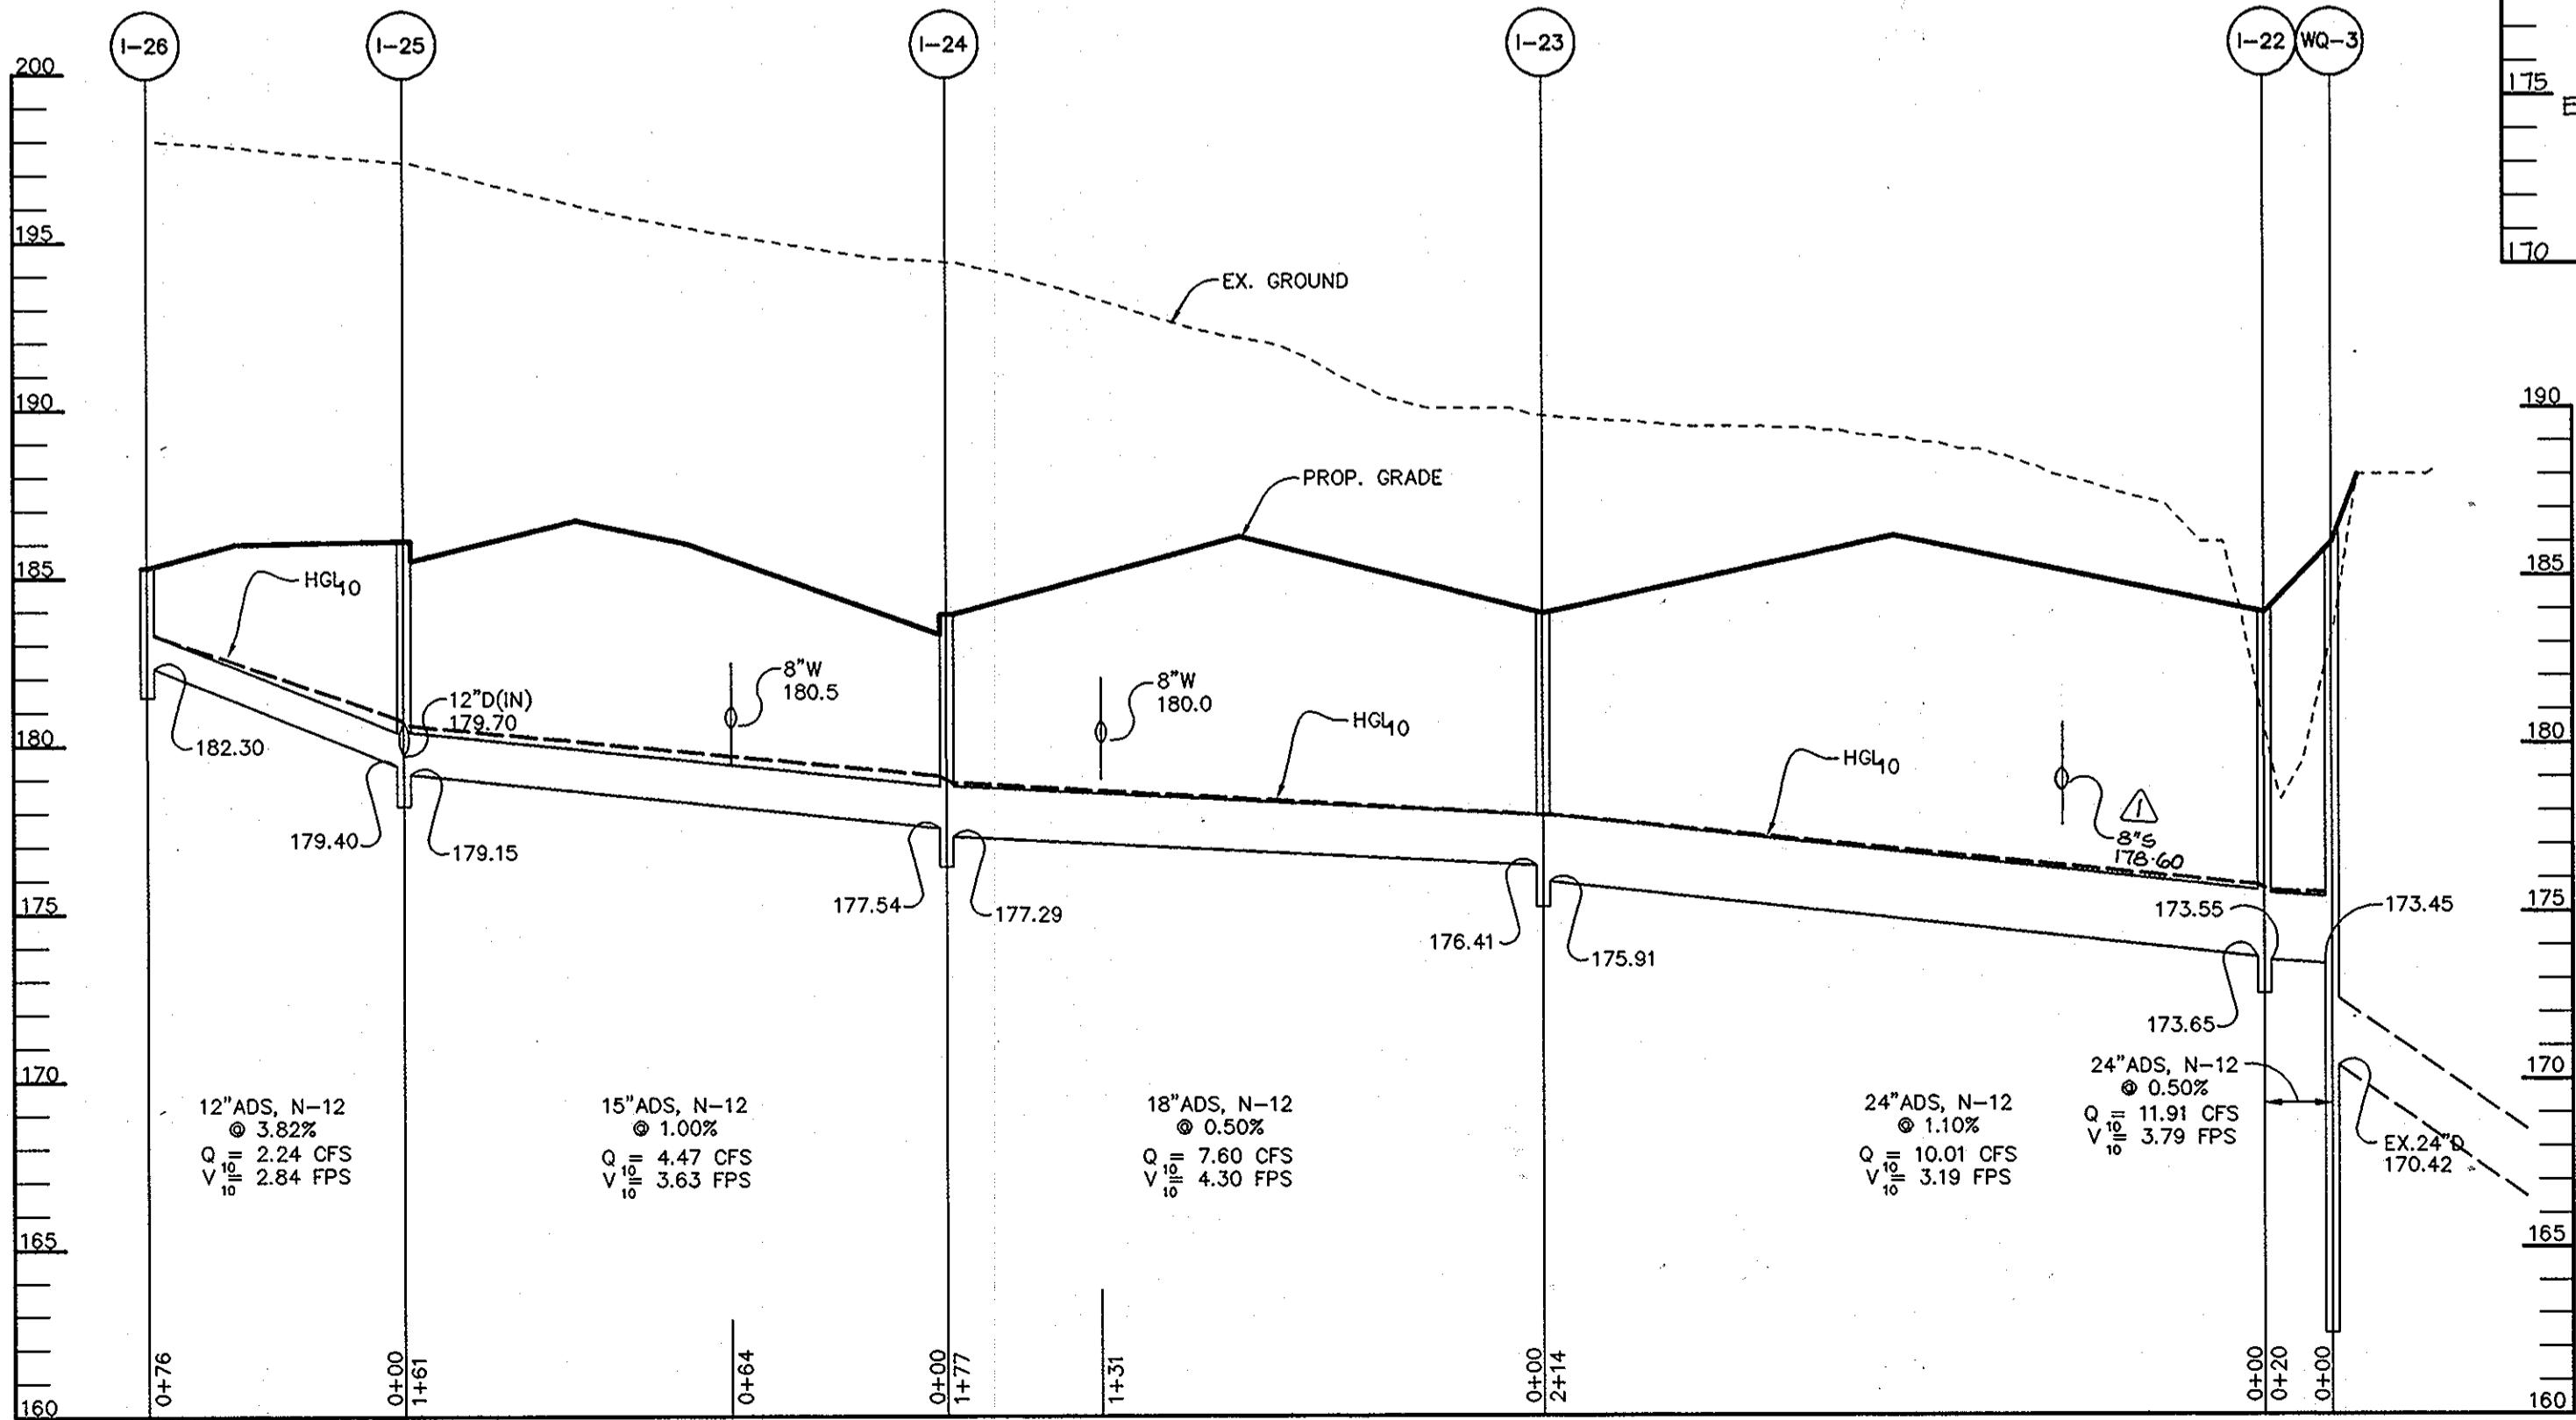 I-26
I-25
I-24
I-23
I-22
WQ-3
200
195
190
185
180
175
170
165
160
175
170
190
185
180
175
170
165
160
EX. GROUND
PROP. GRADE
HGL10
12"D(IN)
179.70
8"W
180.5
8"W
180.0
HGL10
HGL10
8"S
178.60
1
182.30
179.40
179.15
177.54
177.29
176.41
175.91
173.55
173.45
173.65
12"ADS, N-12
@ 3.82%
Q10 = 2.24 CFS
V10 = 2.84 FPS
15"ADS, N-12
@ 1.00%
Q10 = 4.47 CFS
V10 = 3.63 FPS
18"ADS, N-12
@ 0.50%
Q10 = 7.60 CFS
V10 = 4.30 FPS
24"ADS, N-12
@ 1.10%
Q10 = 10.01 CFS
V10 = 3.19 FPS
24"ADS, N-12
@ 0.50%
Q10 = 11.91 CFS
V10 = 3.79 FPS
EX.24"D
170.42
0+76
0+00
1+61
0+64
0+00
1+77
1+31
0+00
2+14
0+00
0+20
0+00